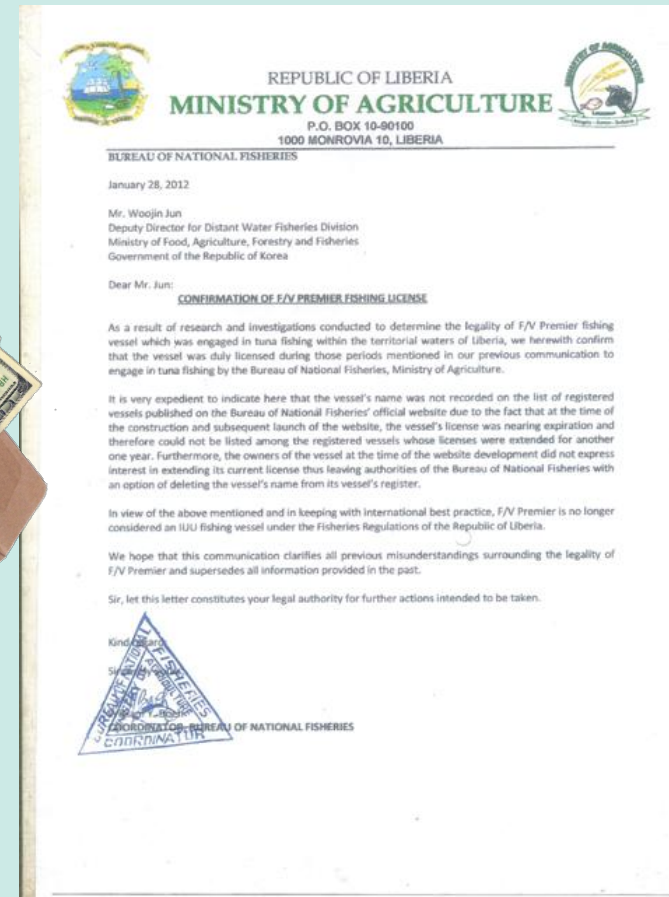 REPUBLIC OF LIBERIA
MINISTRY OF AGRICULTURE
P.O. BOX 10-90100
1000 MONROVIA 10, LIBERIA
BUREAU OF NATIONAL FISHERIES
January 28, 2012
Mr. Woojin Jun
Deputy Director for Distant Water Fisheries Division
Ministry of Food, Agriculture, Forestry and Fisheries
Government of the Republic of Korea
Dear Mr. Jun:
CONFIRMATION OF F/V PREMIER FISHING LICENSE
As a result of research and investigations conducted to determine the legality of F/V Premier fishing
vessel which was engaged in tuna fishing within the territorial waters of Liberia, we herewith confirm
that the vessel was duly licensed during those periods mentioned in our previous communication to
engage in tuna fishing by the Bureau of National Fisheries, Ministry of Agriculture.
It is very expedient to indicate here that the vessel's name was not recorded on the list of registered
vessels published on the Bureau of National Fisheries' official website due to the fact that at the time of
the construction and subsequent launch of the website, the vessel's license was nearing expiration and
therefore could not be listed among the registered vessels whose licenses were extended for another
one year. Furthermore, the owners of the vessel at the time of the website development did not express
interest in extending its current license thus leaving authorities of the Bureau of National Fisheries with
an option of deleting the vessel's name from its vessel's register.
In view of the above mentioned and in keeping with international best practice, F/V Premier is no longer
considered an IUU fishing vessel under the Fisheries Regulations of the Republic of Liberia.
We hope that this communication clarifies all previous misunderstandings surrounding the legality of
F/V Premier and supersedes all information provided in the past.
Sir, let this letter constitutes your legal authority for further actions intended to be taken.
Kind
COORDINATOR, BUREAU OF NATIONAL FISHERIES
BUREAU OF NATIONAL FISHERIES
MINISTRY OF AGRICULTURE
COORDINATOR